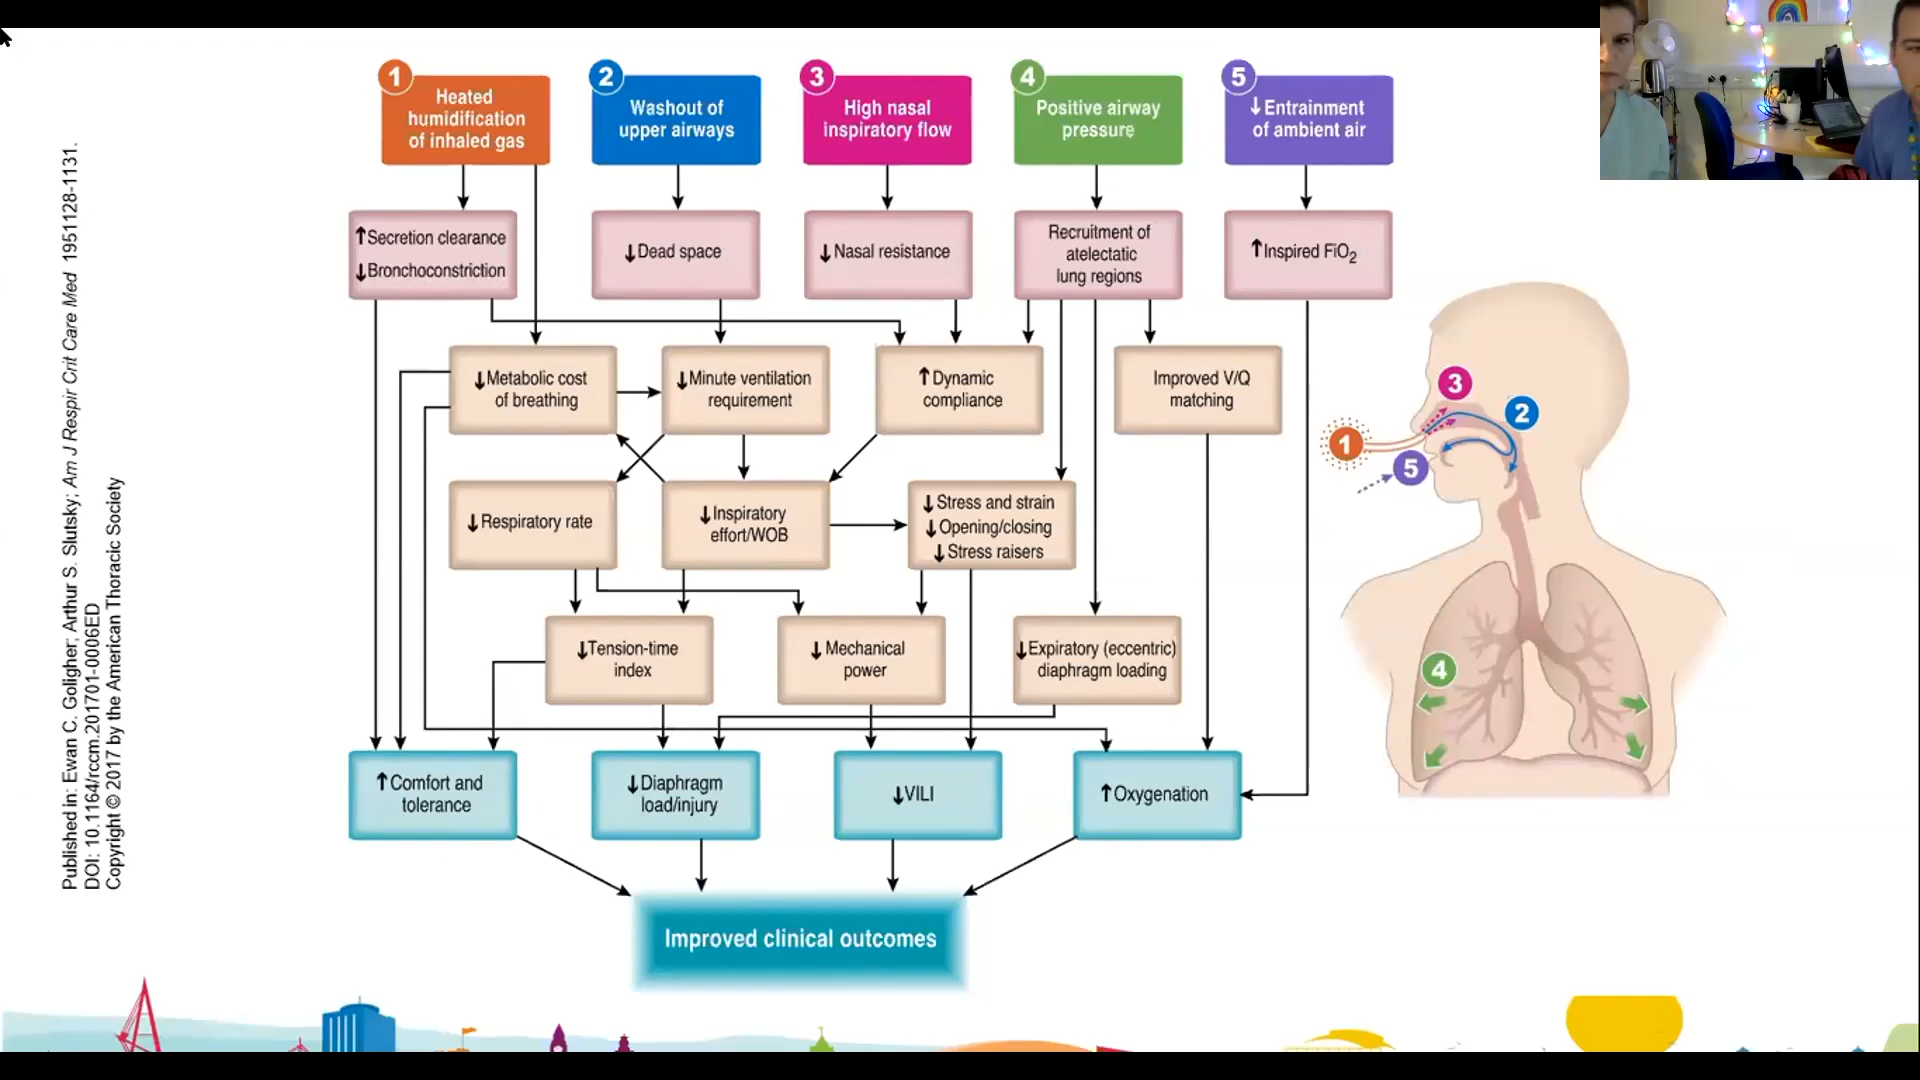 1
Heated
humidification
of inhaled gas
2
Washout of
upper airways
3
High nasal
inspiratory flow
4
Positive airway
pressure
5
↓Entrainment
of ambient air
↑Secretion clearance
↓Bronchoconstriction
↓Dead space
↓Nasal resistance
Recruitment of
atelectatic
lung regions
↑Inspired FiO₂
↓Metabolic cost
of breathing
↓Minute ventilation
requirement
↑Dynamic
compliance
Improved V/Q
matching
↓Respiratory rate
↓Inspiratory
effort/WOB
↓Stress and strain
↓Opening/closing
↓Stress raisers
↓Tension-time
index
↓Mechanical
power
↓Expiratory (eccentric)
diaphragm loading
↑Comfort and
tolerance
↓Diaphragm
load/injury
↓VILI
↑Oxygenation
Improved clinical outcomes
3
2
1
5
4
Published in: Ewan C. Goligher; Arthur S. Slutsky; Am J Respir Crit Care Med 1951128-1131.
DOI: 10.1164/rccm.201701-0006ED
Copyright © 2017 by the American Thoracic Society